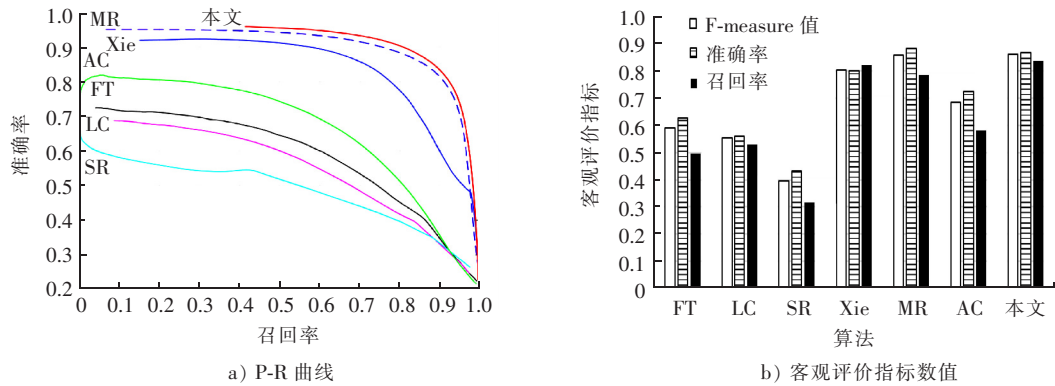 MR
本文
Xie
AC
FT
LC
SR
准确率
1.0
0.9
0.8
0.7
0.6
0.5
0.4
0.3
0.2
0 0.1 0.2 0.3 0.4 0.5 0.6 0.7 0.8 0.9 1.0
召回率
a) P-R 曲线
F-measure 值
准确率
召回率
客观评价指标
1.0
0.9
0.8
0.7
0.6
0.5
0.4
0.3
0.2
0.1
0
FT LC SR Xie MR AC 本文
算法
b) 客观评价指标数值